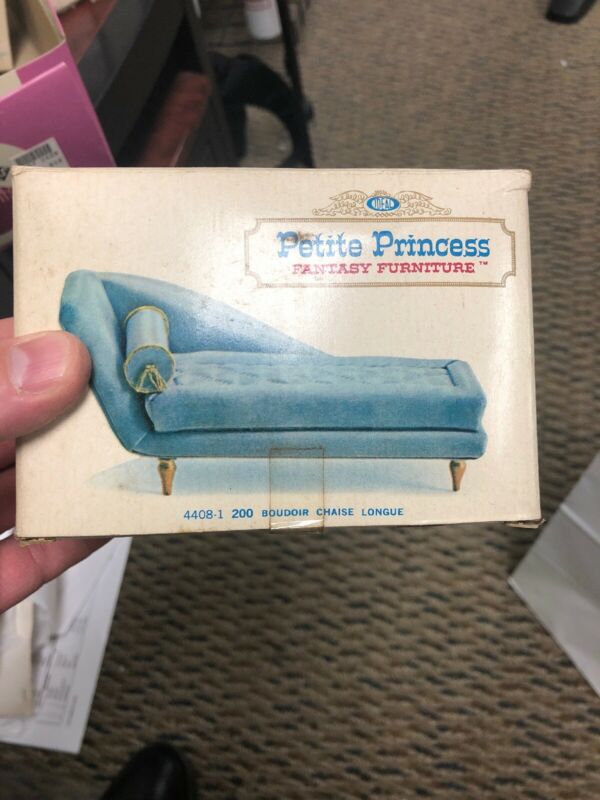 IDEAL
Petite Princess
FANTASY FURNITURE™
4408-1 200 BOUDOIR CHAISE LONGUE